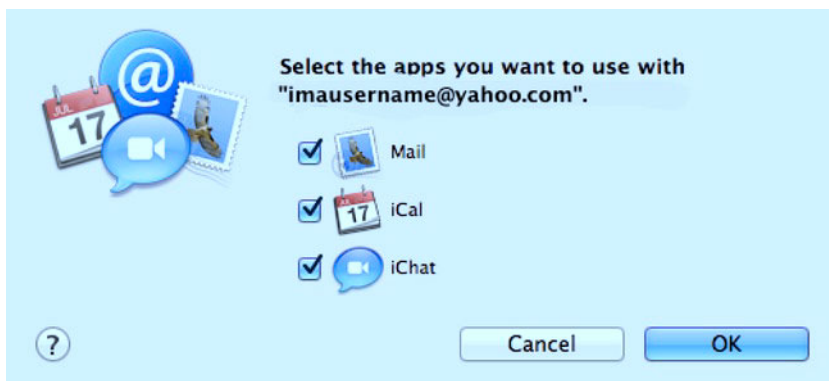 Select the apps you want to use with
"imausername@yahoo.com".
JUL
17
@
Mail
17
iCal
iChat
?
Cancel
OK